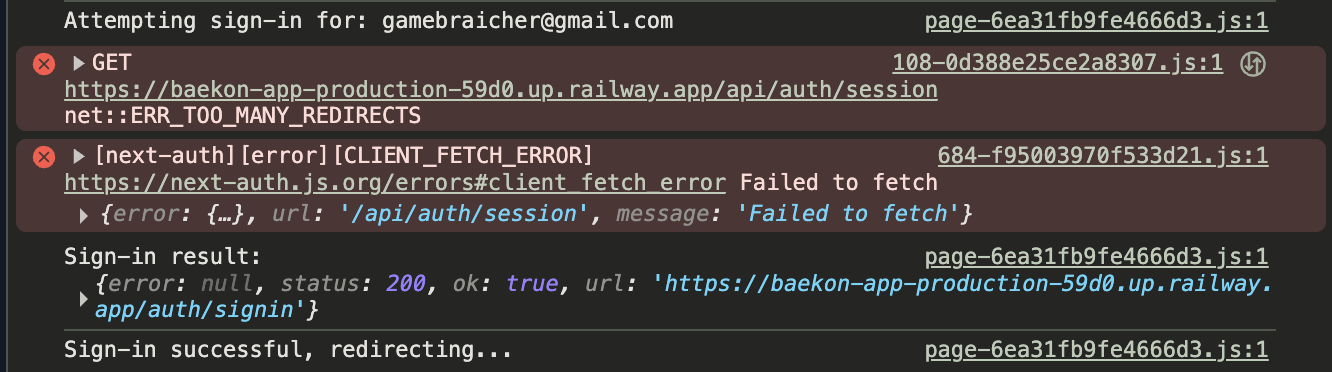 Attempting sign-in for: gamebraicher@gmail.com page-6ea31fb9fe4666d3.js:1
GET 108-0d388e25ce2a8307.js:1
https://baekon-app-production-59d0.up.railway.app/api/auth/session
net::ERR_TOO_MANY_REDIRECTS
[next-auth][error][CLIENT_FETCH_ERROR] 684-f95003970f533d21.js:1
https://next-auth.js.org/errors#client_fetch_error Failed to fetch
{error: {…}, url: '/api/auth/session', message: 'Failed to fetch'}
Sign-in result: page-6ea31fb9fe4666d3.js:1
{error: null, status: 200, ok: true, url: 'https://baekon-app-production-59d0.up.railway.
app/auth/signin'}
Sign-in successful, redirecting... page-6ea31fb9fe4666d3.js:1